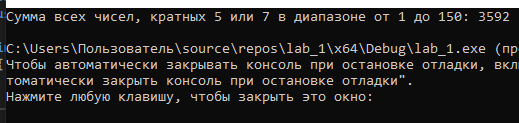 Сумма всех чисел, кратных 5 или 7 в диапазоне от 1 до 150: 3592
C:\Users\Пользователь\source\repos\lab_1\x64\Debug\lab_1.exe (пр
Чтобы автоматически закрывать консоль при остановке отладки, вкл
томатически закрыть консоль при остановке отладки".
Нажмите любую клавишу, чтобы закрыть это окно: